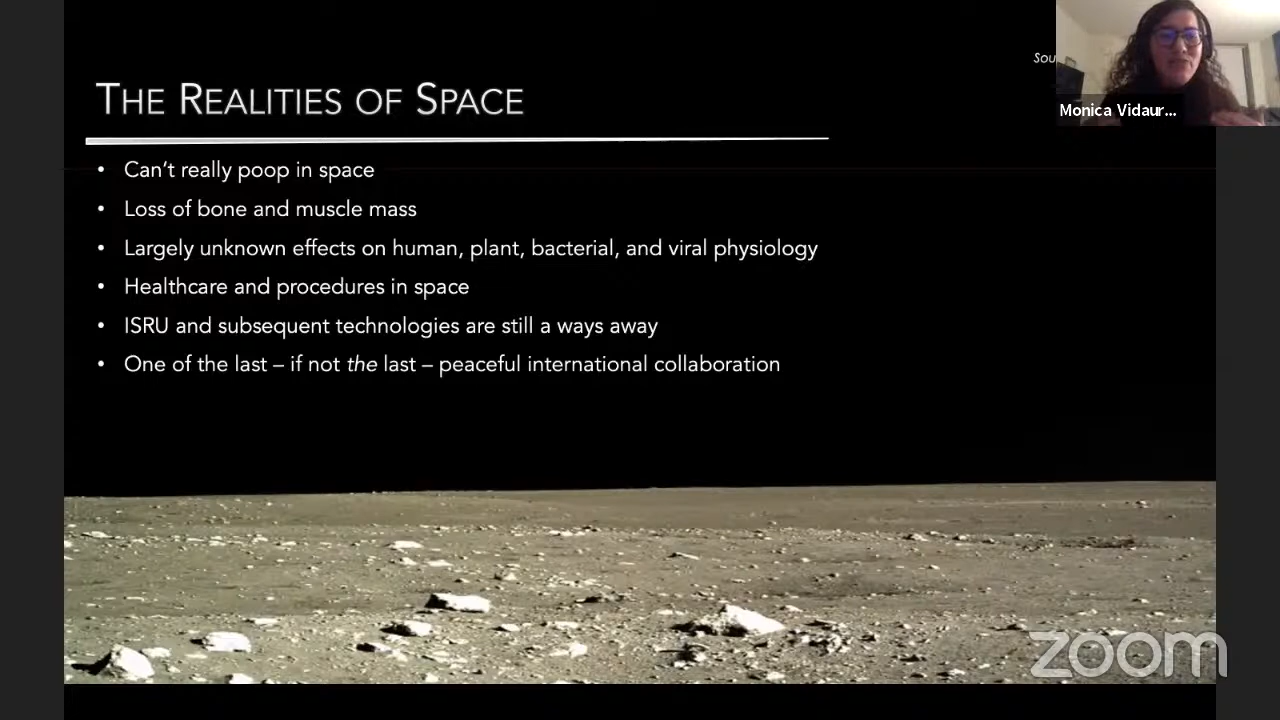 THE REALITIES OF SPACE
• Can't really poop in space
• Loss of bone and muscle mass
• Largely unknown effects on human, plant, bacterial, and viral physiology
• Healthcare and procedures in space
• ISRU and subsequent technologies are still a ways away
• One of the last – if not the last – peaceful international collaboration
Monica Vidaur...
zoom